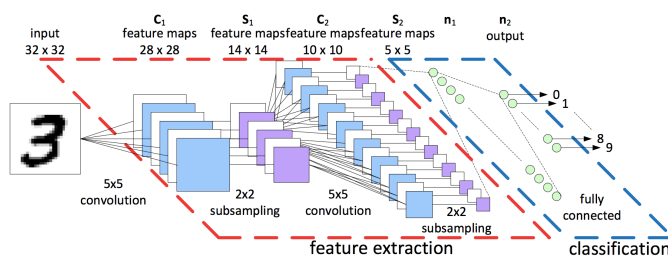 C1 S1 C2 S2 n1 n2
input feature maps feature maps feature maps feature maps output
32 x 32 28 x 28 14 x 14 10 x 10 5 x 5
0
1
3
8
9
5x5
convolution
2x2
subsampling
5x5
convolution
2x2
subsampling
fully
connected
feature extraction
classification